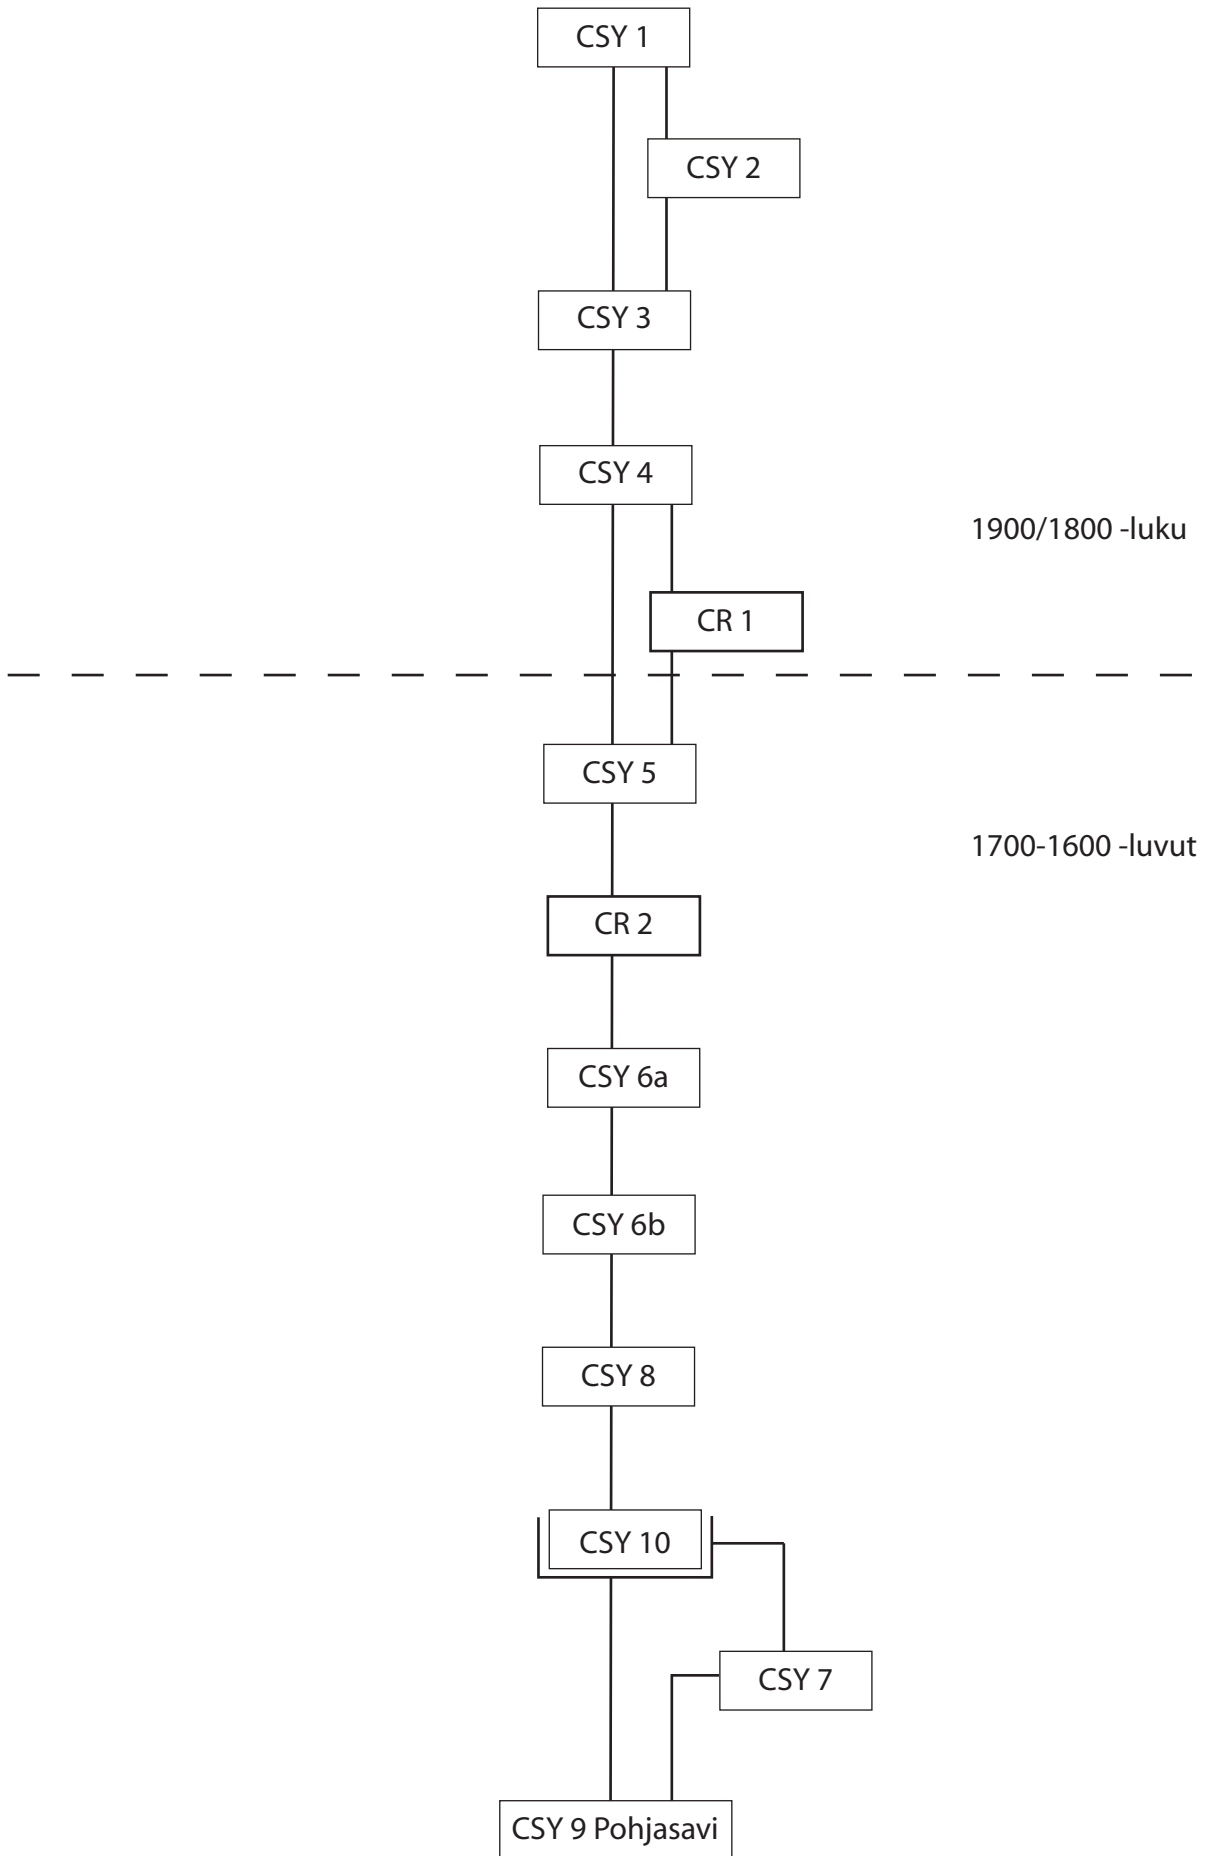 CSY 1
CSY 2
CSY 3
CSY 4
1900/1800 -luku
CR 1
CSY 5
1700-1600 -luvut
CR 2
CSY 6a
CSY 6b
CSY 8
CSY 10
CSY 7
CSY 9 Pohjasavi